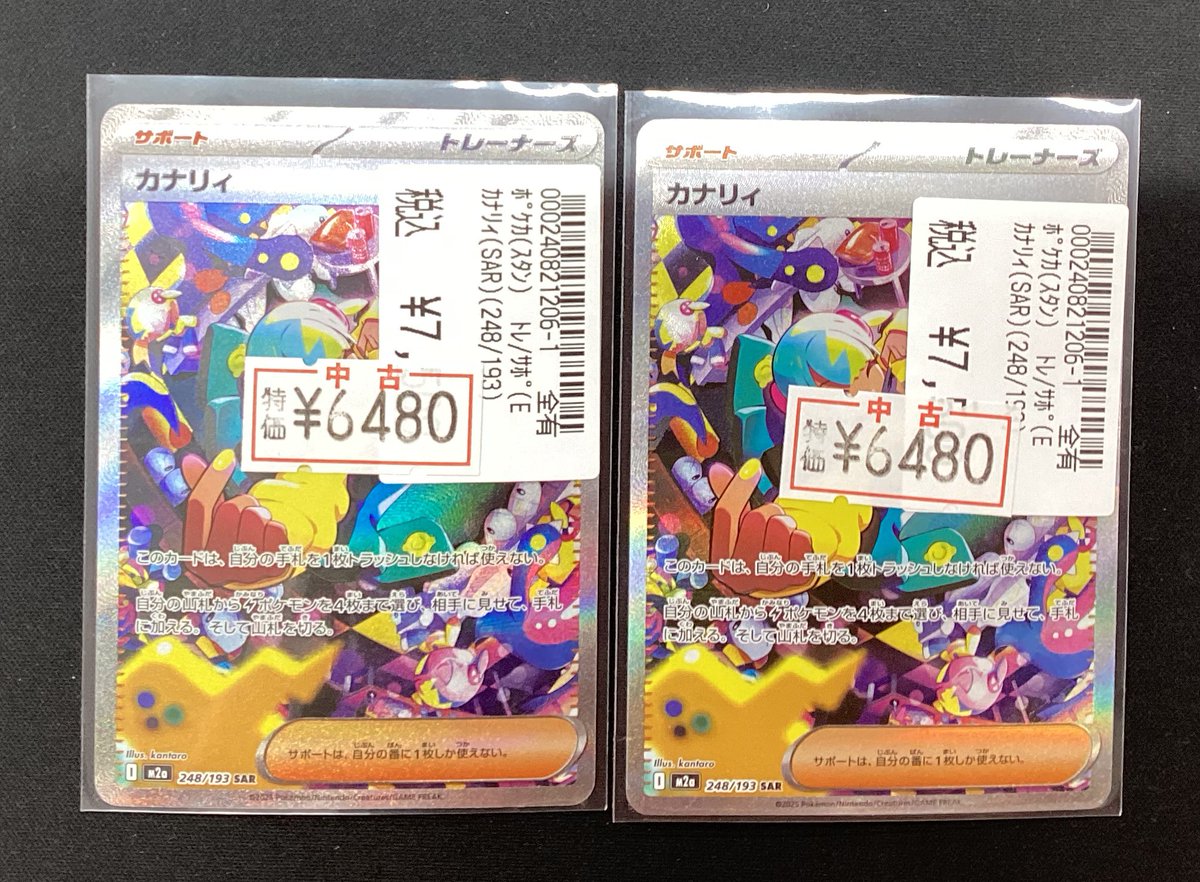 サポート
トレーナーズ
カナリィ
000240821206-1
ポケカ(スタン) トレ/サポ(E 全有
カナリィ(SAR)(248/193)
税込 ¥7,
中古
特価 ¥6480
このカードは、自分の手札を1枚トラッシュしなければ使えない。
自分の山札からポケモンを4枚まで選び、相手に見せて、手札
に加える。そして山札を切る。
サポートは、自分の番に1枚しか使えない。
Illus. kantaro
I m2a 248/193 SAR
©2025 Pokémon/Nintendo/Creatures/GAME FREAK
サポート
トレーナーズ
カナリィ
000240821206-1
ポケカ(スタン) トレ/サポ(E 全有
カナリィ(SAR)(248/193)
税込 ¥7,
中古
特価 ¥6480
このカードは、自分の手札を1枚トラッシュしなければ使えない。
自分の山札からポケモンを4枚まで選び、相手に見せて、手札
に加える。そして山札を切る。
サポートは、自分の番に1枚しか使えない。
Illus. kantaro
I m2a 248/193 SAR
©2025 Pokémon/Nintendo/Creatures/GAME FREAK